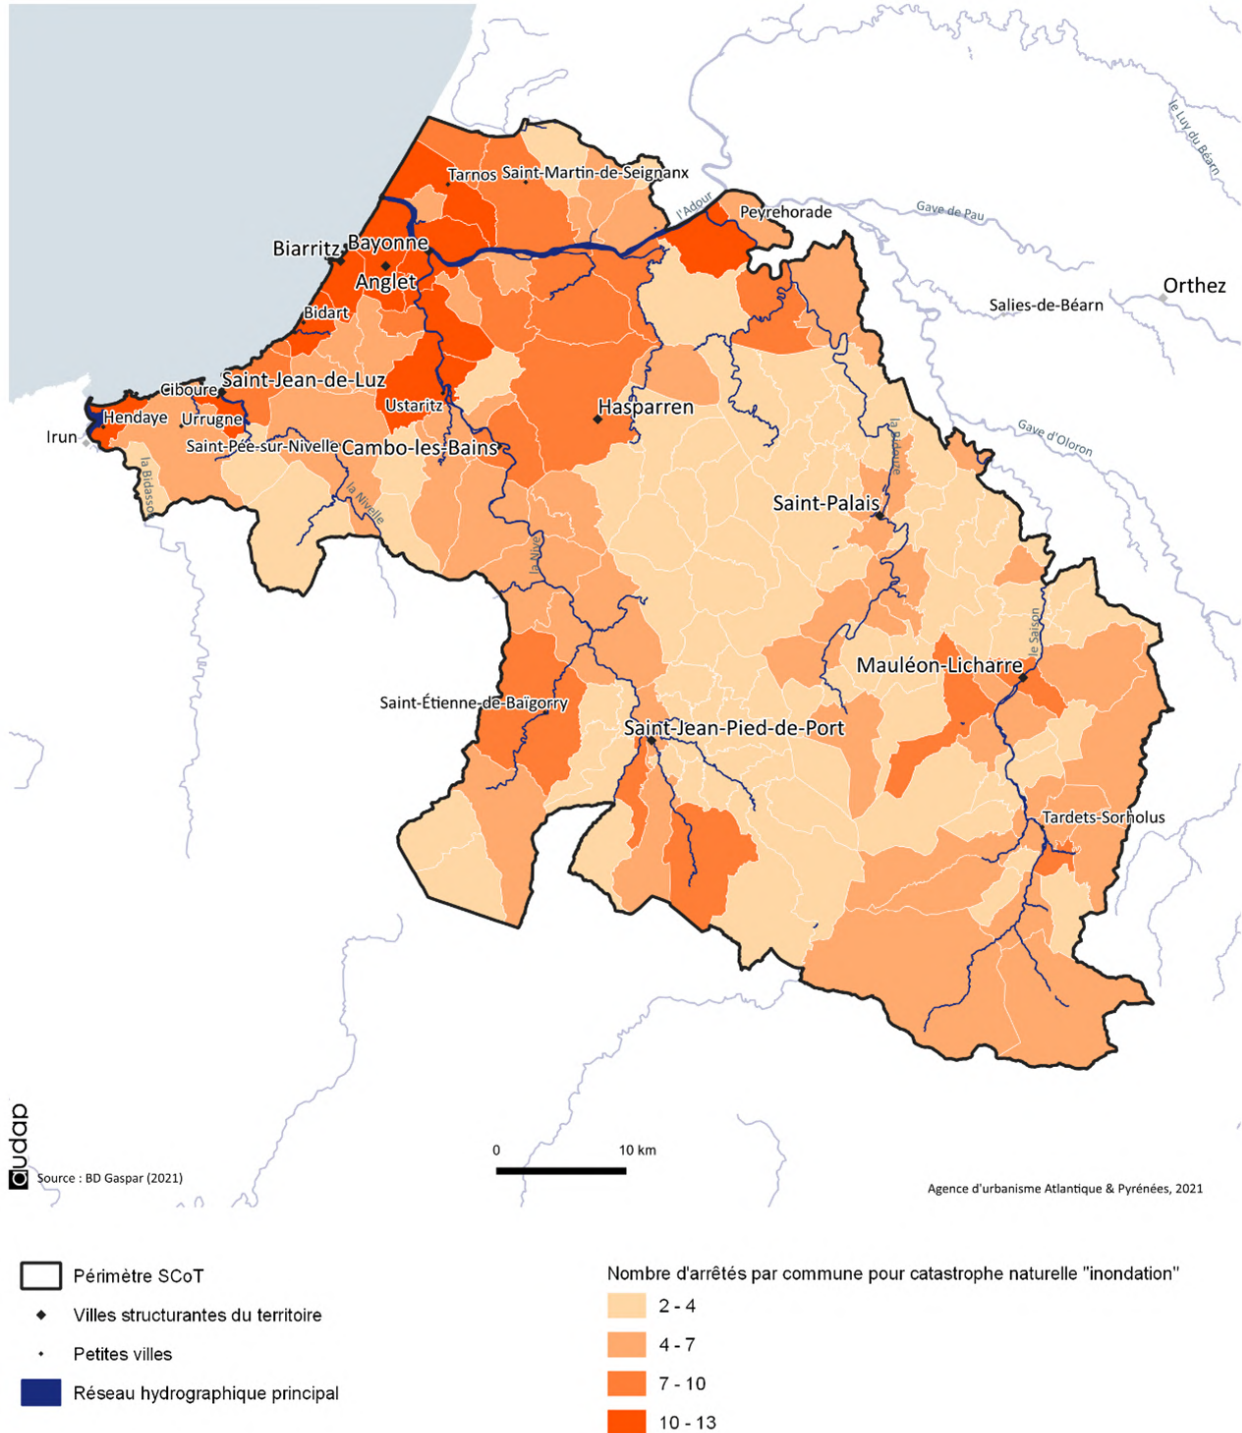 le Luy du Béarn
Tarnos
Saint-Martin-de-Seignanx
l'Adour
Peyrehorade
Gave de Pau
Biarritz
Bayonne
Anglet
Orthez
Salies-de-Béarn
Bidart
Ciboure
Saint-Jean-de-Luz
Hendaye
Urrugne
Ustaritz
Hasparren
Irun
Saint-Pée-sur-Nivelle
Cambo-les-Bains
Gave d'Oloron
la Bidouze
la Bidassoa
la Nivelle
Saint-Palais
la Nive
le Saison
Mauléon-Licharre
Saint-Étienne-de-Baïgorry
Saint-Jean-Pied-de-Port
Tardets-Sorholus
audap
0 10 km
Source : BD Gaspar (2021)
Agence d'urbanisme Atlantique & Pyrénées, 2021
Périmètre SCoT
Villes structurantes du territoire
Petites villes
Réseau hydrographique principal
Nombre d'arrêtés par commune pour catastrophe naturelle "inondation"
2 - 4
4 - 7
7 - 10
10 - 13